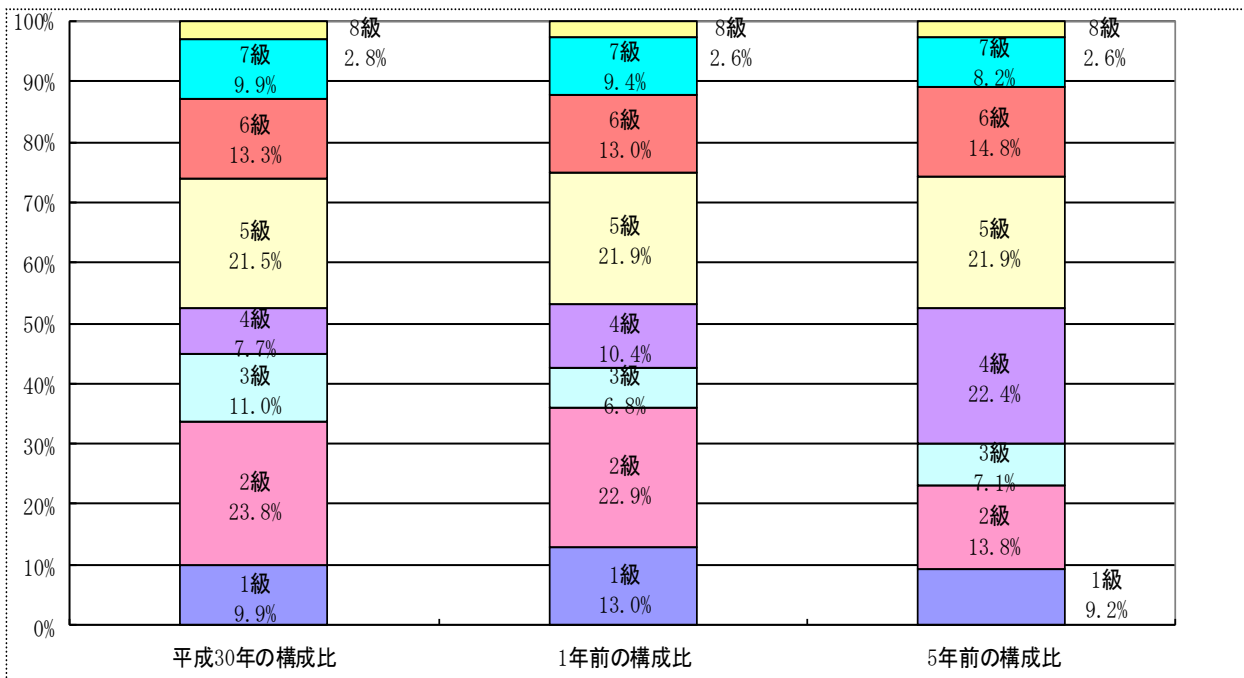 100%
90%
80%
70%
60%
50%
40%
30%
20%
10%
0%
8級
2.8%
7級
9.9%
6級
13.3%
5級
21.5%
4級
7.7%
3級
11.0%
2級
23.8%
1級
9.9%
平成30年の構成比
8級
2.6%
7級
9.4%
6級
13.0%
5級
21.9%
4級
10.4%
3級
6.8%
2級
22.9%
1級
13.0%
1年前の構成比
8級
2.6%
7級
8.2%
6級
14.8%
5級
21.9%
4級
22.4%
3級
7.1%
2級
13.8%
1級
9.2%
5年前の構成比